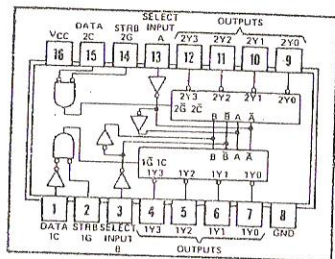 DATA STRB SELECT INPUT OUTPUTS
VCC 2C 2G A 2Y3 2Y2 2Y1 2Y0
16 15 14 13 12 11 10 9
2Y3 2Y2 2Y1 2Y0
2G̅ 2C̅
B B̅ A A̅
B B̅ A A̅
1G̅ 1C
1Y3 1Y2 1Y1 1Y0
1 2 3 4 5 6 7 8
DATA STRB SELECT 1Y3 1Y2 1Y1 1Y0 GND
1C 1G INPUT OUTPUTS
B